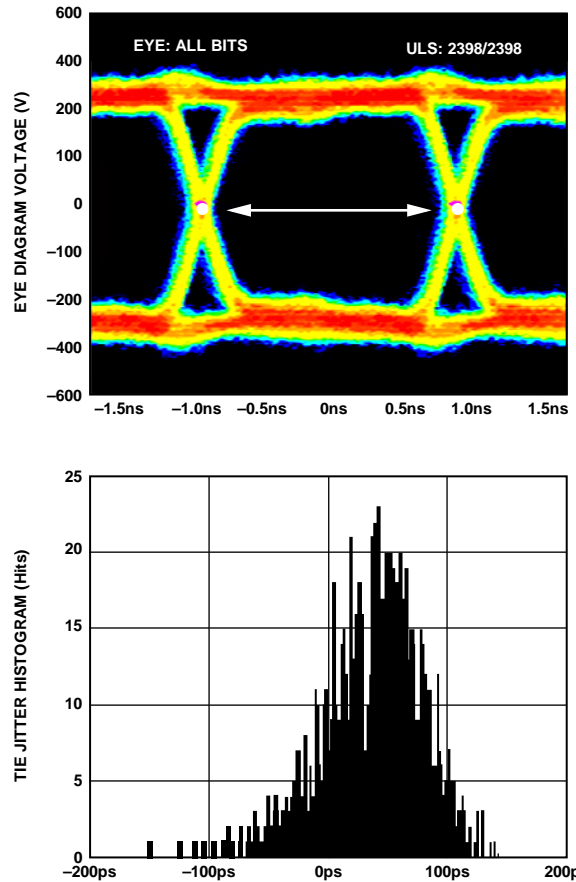 EYE DIAGRAM VOLTAGE (V)
600
400
200
100
0
–100
–200
–400
–600
EYE: ALL BITS
ULS: 2398/2398
–1.5ns –1.0ns –0.5ns 0ns 0.5ns 1.0ns 1.5ns
TIE JITTER HISTOGRAM (Hits)
25
20
15
10
5
0
–200ps –100ps 0ps 100ps 200p